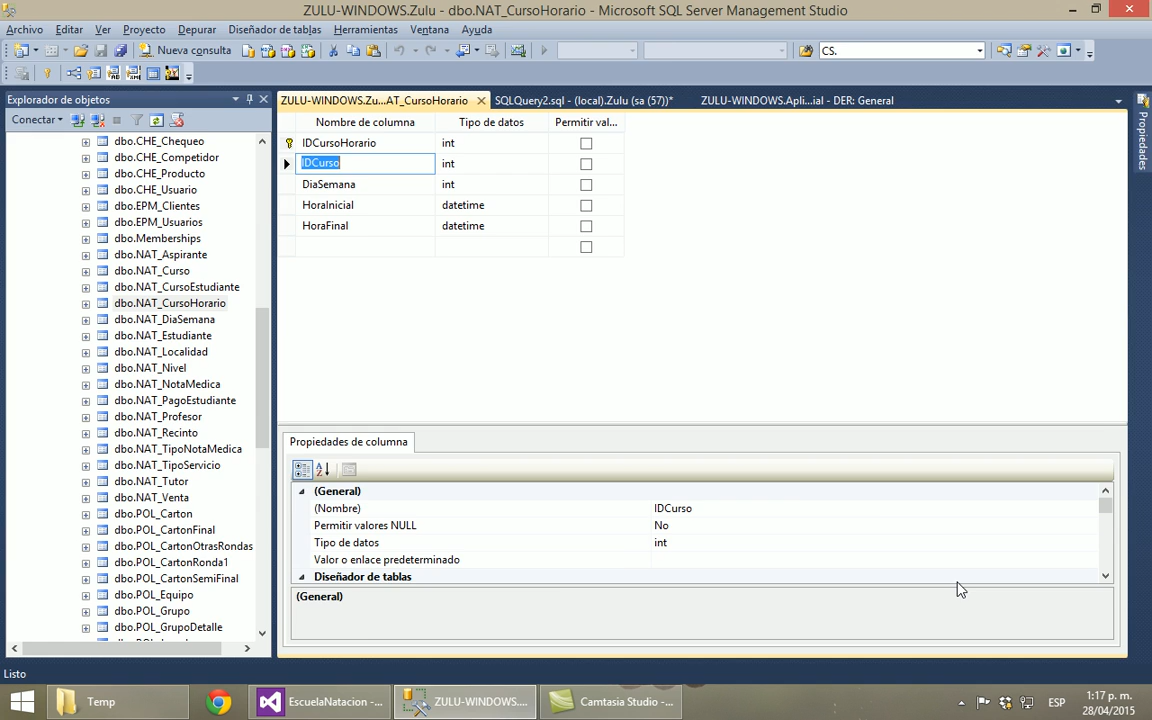 ZULU-WINDOWS.Zulu - dbo.NAT_CursoHorario - Microsoft SQL Server Management Studio
Archivo Editar Ver Proyecto Depurar Diseñador de tablas Herramientas Ventana Ayuda
Nueva consulta CS.
Explorador de objetos
Conectar
dbo.CHE_Chequeo
dbo.CHE_Competidor
dbo.CHE_Producto
dbo.CHE_Usuario
dbo.EPM_Clientes
dbo.EPM_Usuarios
dbo.Memberships
dbo.NAT_Aspirante
dbo.NAT_Curso
dbo.NAT_CursoEstudiante
dbo.NAT_CursoHorario
dbo.NAT_DiaSemana
dbo.NAT_Estudiante
dbo.NAT_Localidad
dbo.NAT_Nivel
dbo.NAT_NotaMedica
dbo.NAT_PagoEstudiante
dbo.NAT_Profesor
dbo.NAT_Recinto
dbo.NAT_TipoNotaMedica
dbo.NAT_TipoServicio
dbo.NAT_Tutor
dbo.NAT_Venta
dbo.POL_Carton
dbo.POL_CartonFinal
dbo.POL_CartonOtrasRondas
dbo.POL_CartonRonda1
dbo.POL_CartonSemiFinal
dbo.POL_Equipo
dbo.POL_Grupo
dbo.POL_GrupoDetalle
ZULU-WINDOWS.Zu...AT_CursoHorario SQLQuery2.sql - (local).Zulu (sa (57))* ZULU-WINDOWS.Apli...ial - DER: General
Nombre de columna Tipo de datos Permitir val...
IDCursoHorario int
IDCurso int
DiaSemana int
HoraInicial datetime
HoraFinal datetime
Propiedades de columna
(General)
(Nombre) IDCurso
Permitir valores NULL No
Tipo de datos int
Valor o enlace predeterminado
Diseñador de tablas
(General)
Propiedades
Listo
Temp EscuelaNatacion -... ZULU-WINDOWS.... Camtasia Studio -... ESP 1:17 p. m.
28/04/2015